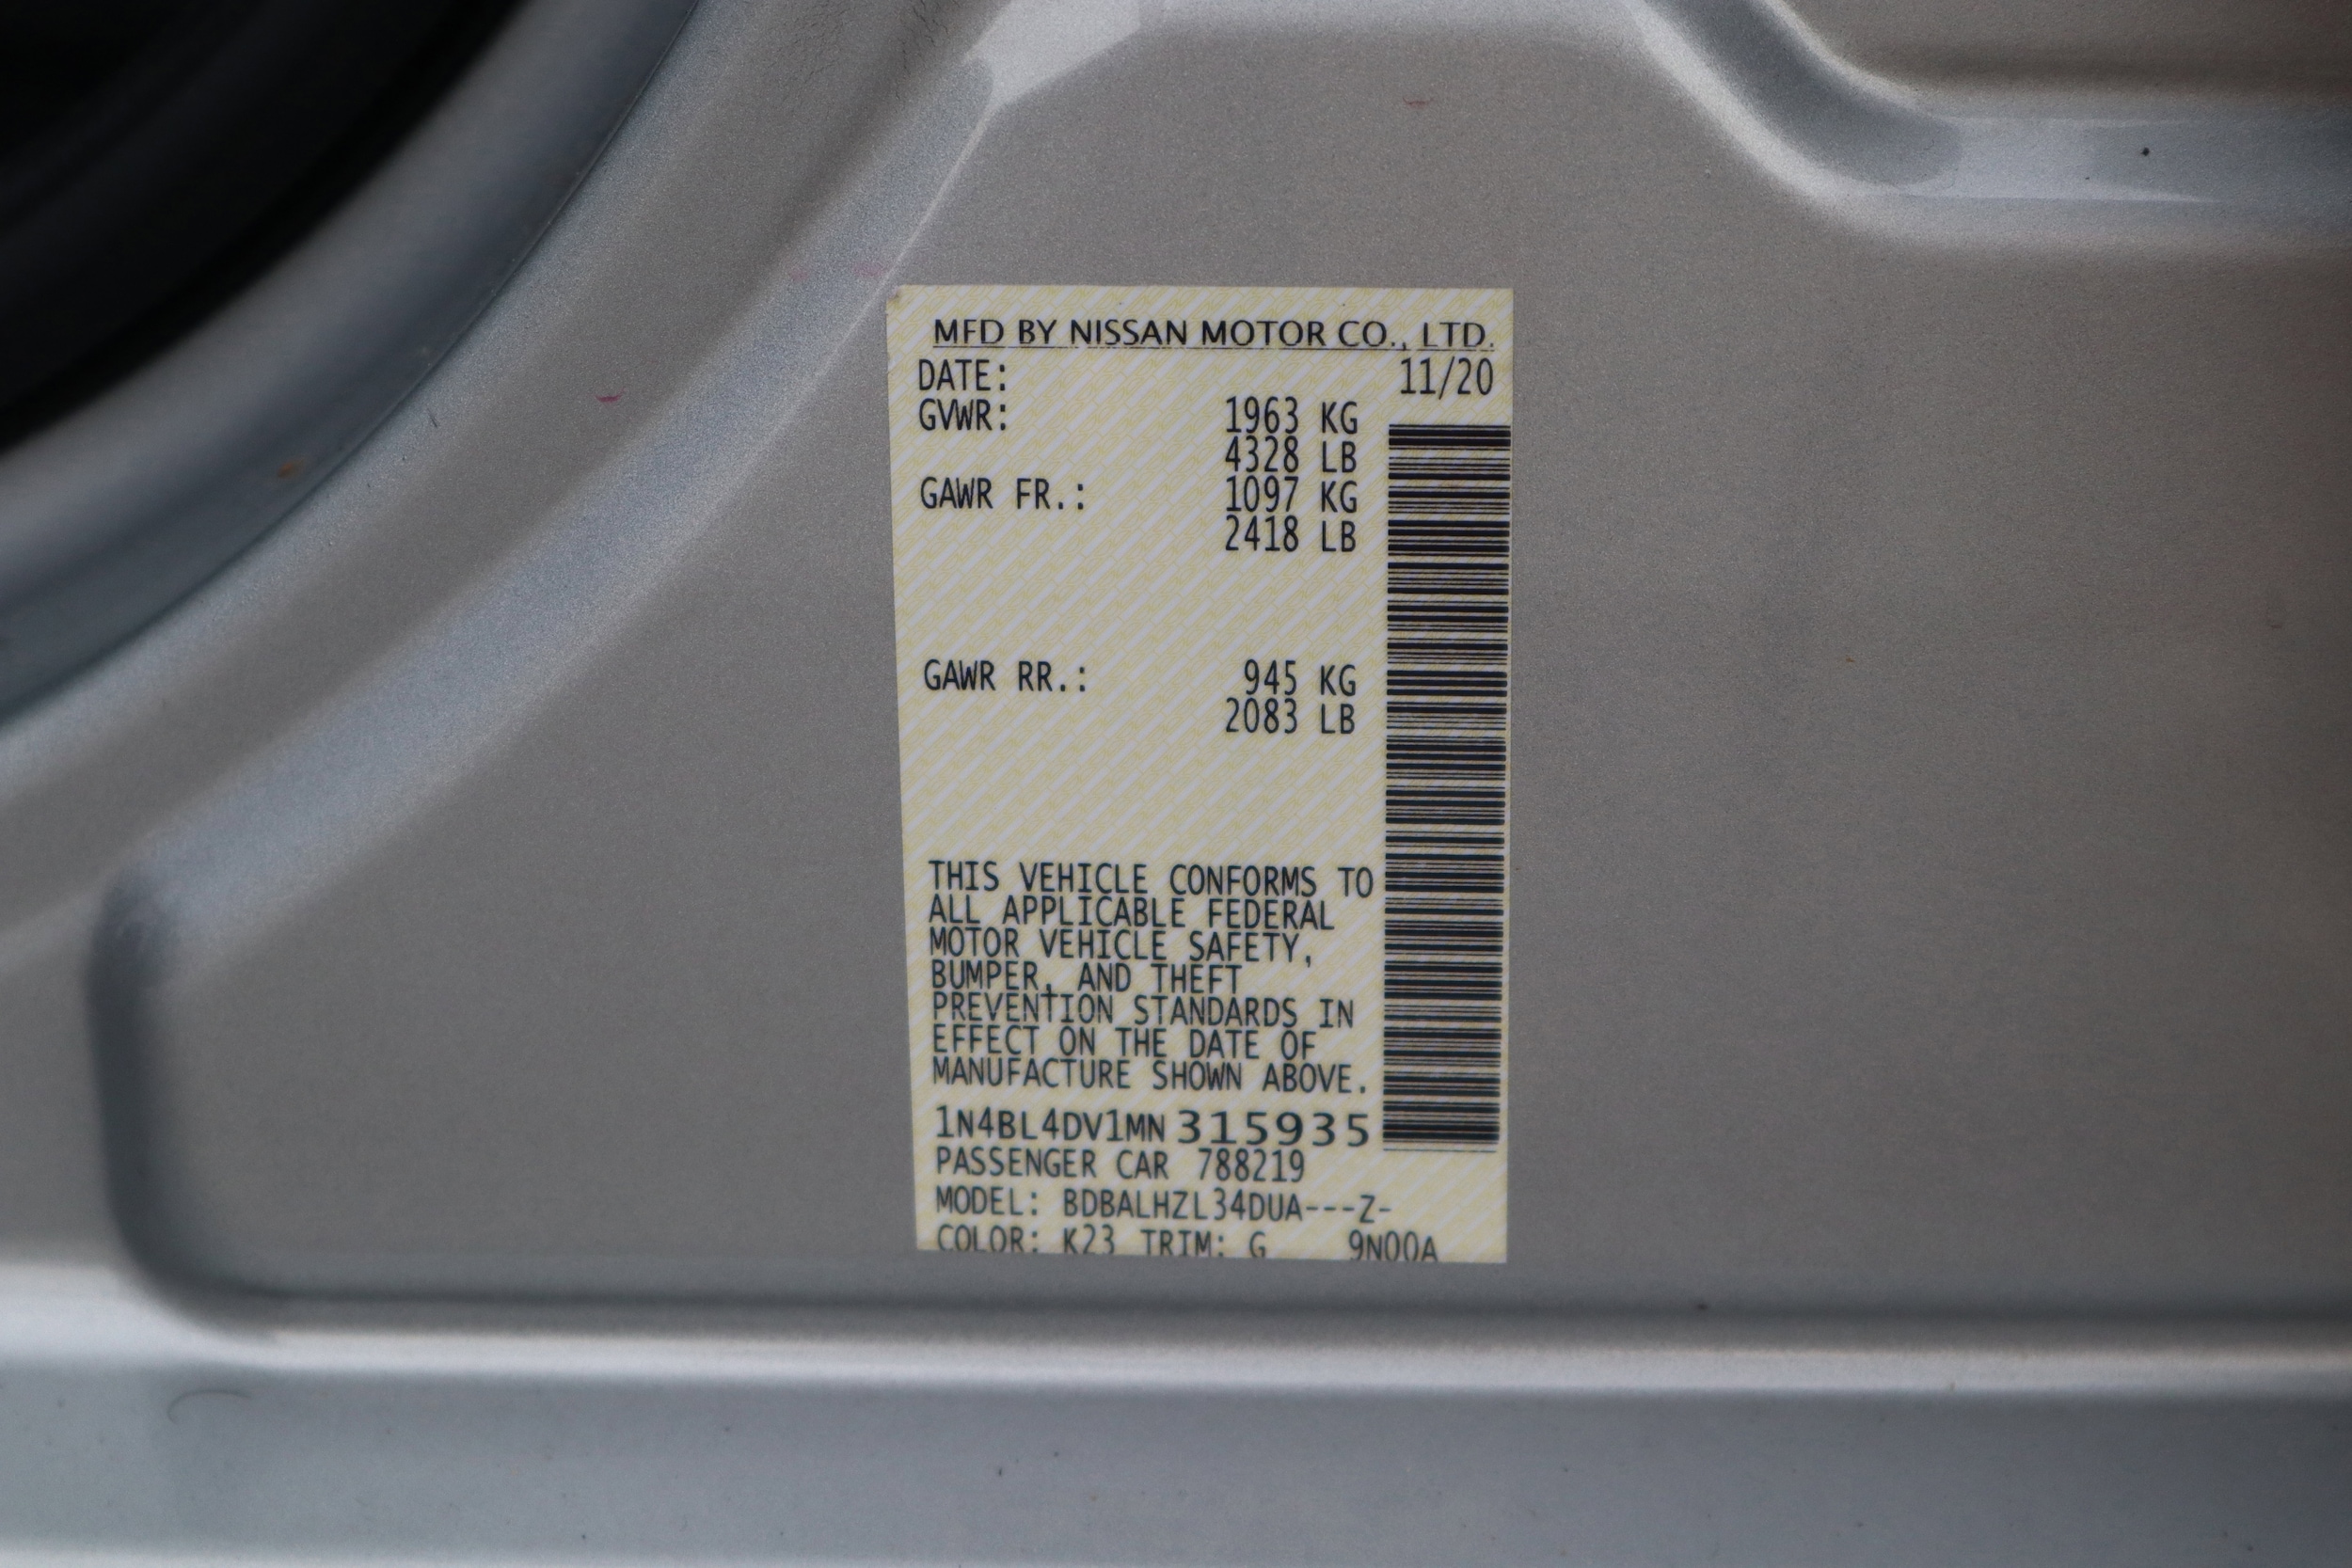 MFD BY NISSAN MOTOR CO., LTD.
DATE: 11/20
GVWR: 1963 KG
4328 LB
GAWR FR.: 1097 KG
2418 LB
GAWR RR.: 945 KG
2083 LB
THIS VEHICLE CONFORMS TO
ALL APPLICABLE FEDERAL
MOTOR VEHICLE SAFETY,
BUMPER, AND THEFT
PREVENTION STANDARDS IN
EFFECT ON THE DATE OF
MANUFACTURE SHOWN ABOVE.
1N4BL4DV1MN315935
PASSENGER CAR 788219
MODEL: BDBALHZL34DUA---Z-
COLOR: K23 TRIM: G 9N00A